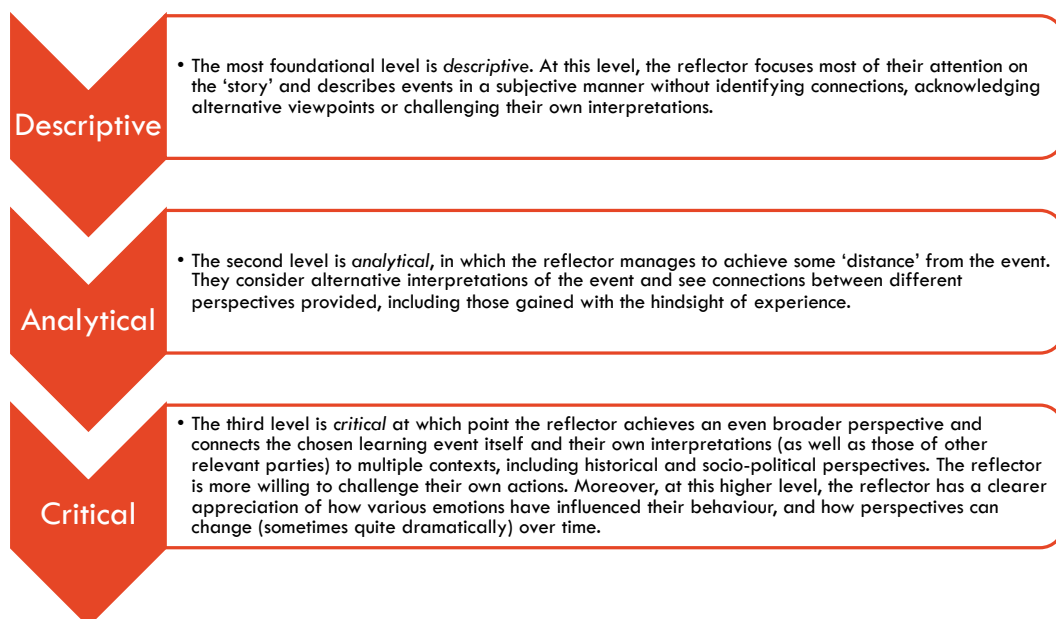 Descriptive
• The most foundational level is descriptive. At this level, the reflector focuses most of their attention on
the ‘story’ and describes events in a subjective manner without identifying connections, acknowledging
alternative viewpoints or challenging their own interpretations.
Analytical
• The second level is analytical, in which the reflector manages to achieve some ‘distance’ from the event.
They consider alternative interpretations of the event and see connections between different
perspectives provided, including those gained with the hindsight of experience.
Critical
• The third level is critical at which point the reflector achieves an even broader perspective and
connects the chosen learning event itself and their own interpretations (as well as those of other
relevant parties) to multiple contexts, including historical and socio-political perspectives. The reflector
is more willing to challenge their own actions. Moreover, at this higher level, the reflector has a clearer
appreciation of how various emotions have influenced their behaviour, and how perspectives can
change (sometimes quite dramatically) over time.